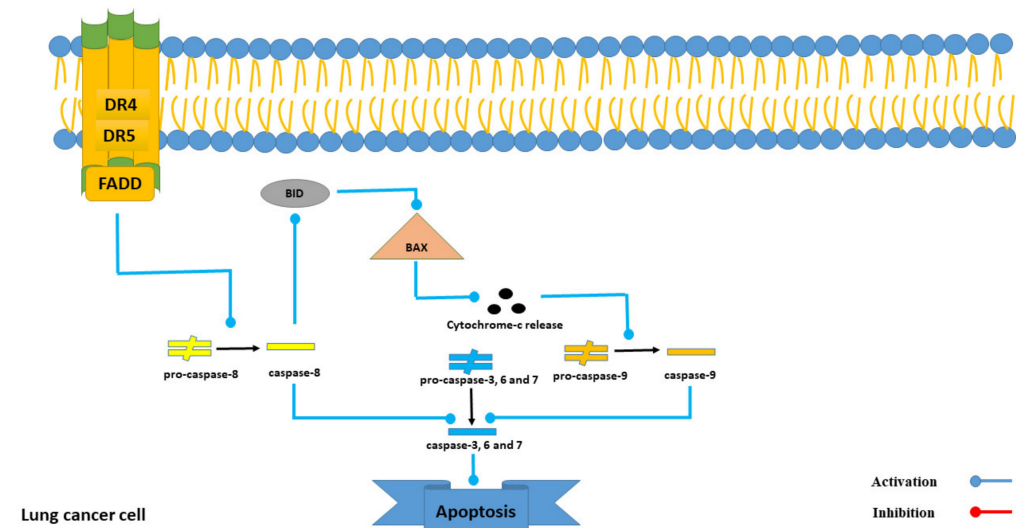 DR4
DR5
FADD
BID
BAX
Cytochrome-c release
pro-caspase-8
caspase-8
pro-caspase-3, 6 and 7
pro-caspase-9
caspase-9
caspase-3, 6 and 7
Apoptosis
Lung cancer cell
Activation
Inhibition